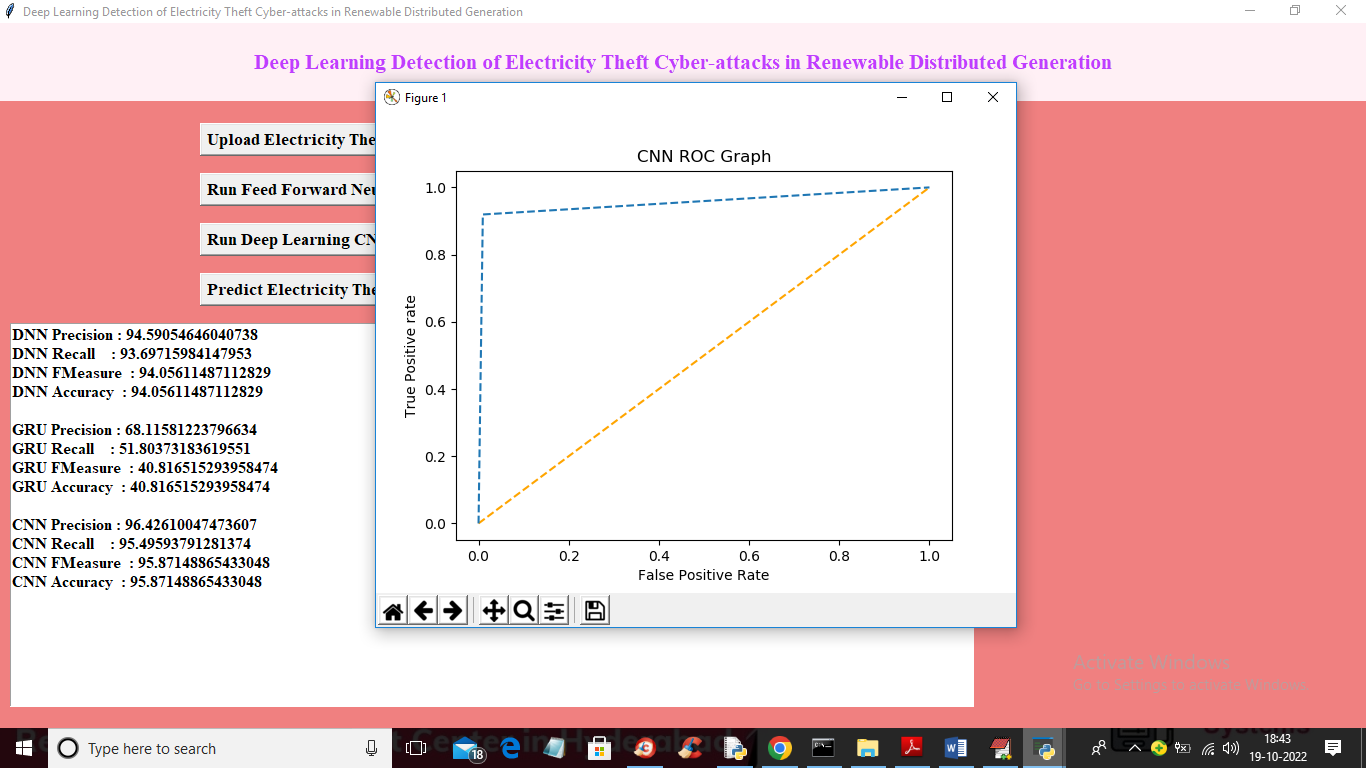 Deep Learning Detection of Electricity Theft Cyber-attacks in Renewable Distributed Generation
Deep Learning Detection of Electricity Theft Cyber-attacks in Renewable Distributed Generation
Figure 1
Upload Electricity The
Run Feed Forward Neu
Run Deep Learning CN
Predict Electricity The
CNN ROC Graph
1.0
0.8
0.6
0.4
0.2
0.0
True Positive rate
0.0 0.2 0.4 0.6 0.8 1.0
False Positive Rate
DNN Precision : 94.59054646040738
DNN Recall : 93.69715984147953
DNN FMeasure : 94.05611487112829
DNN Accuracy : 94.05611487112829
GRU Precision : 68.11581223796634
GRU Recall : 51.80373183619551
GRU FMeasure : 40.816515293958474
GRU Accuracy : 40.816515293958474
CNN Precision : 96.42610047473607
CNN Recall : 95.49593791281374
CNN FMeasure : 95.87148865433048
CNN Accuracy : 95.87148865433048
Activate Windows
Go to Settings to activate Windows.
Type here to search
18
18:43
19-10-2022